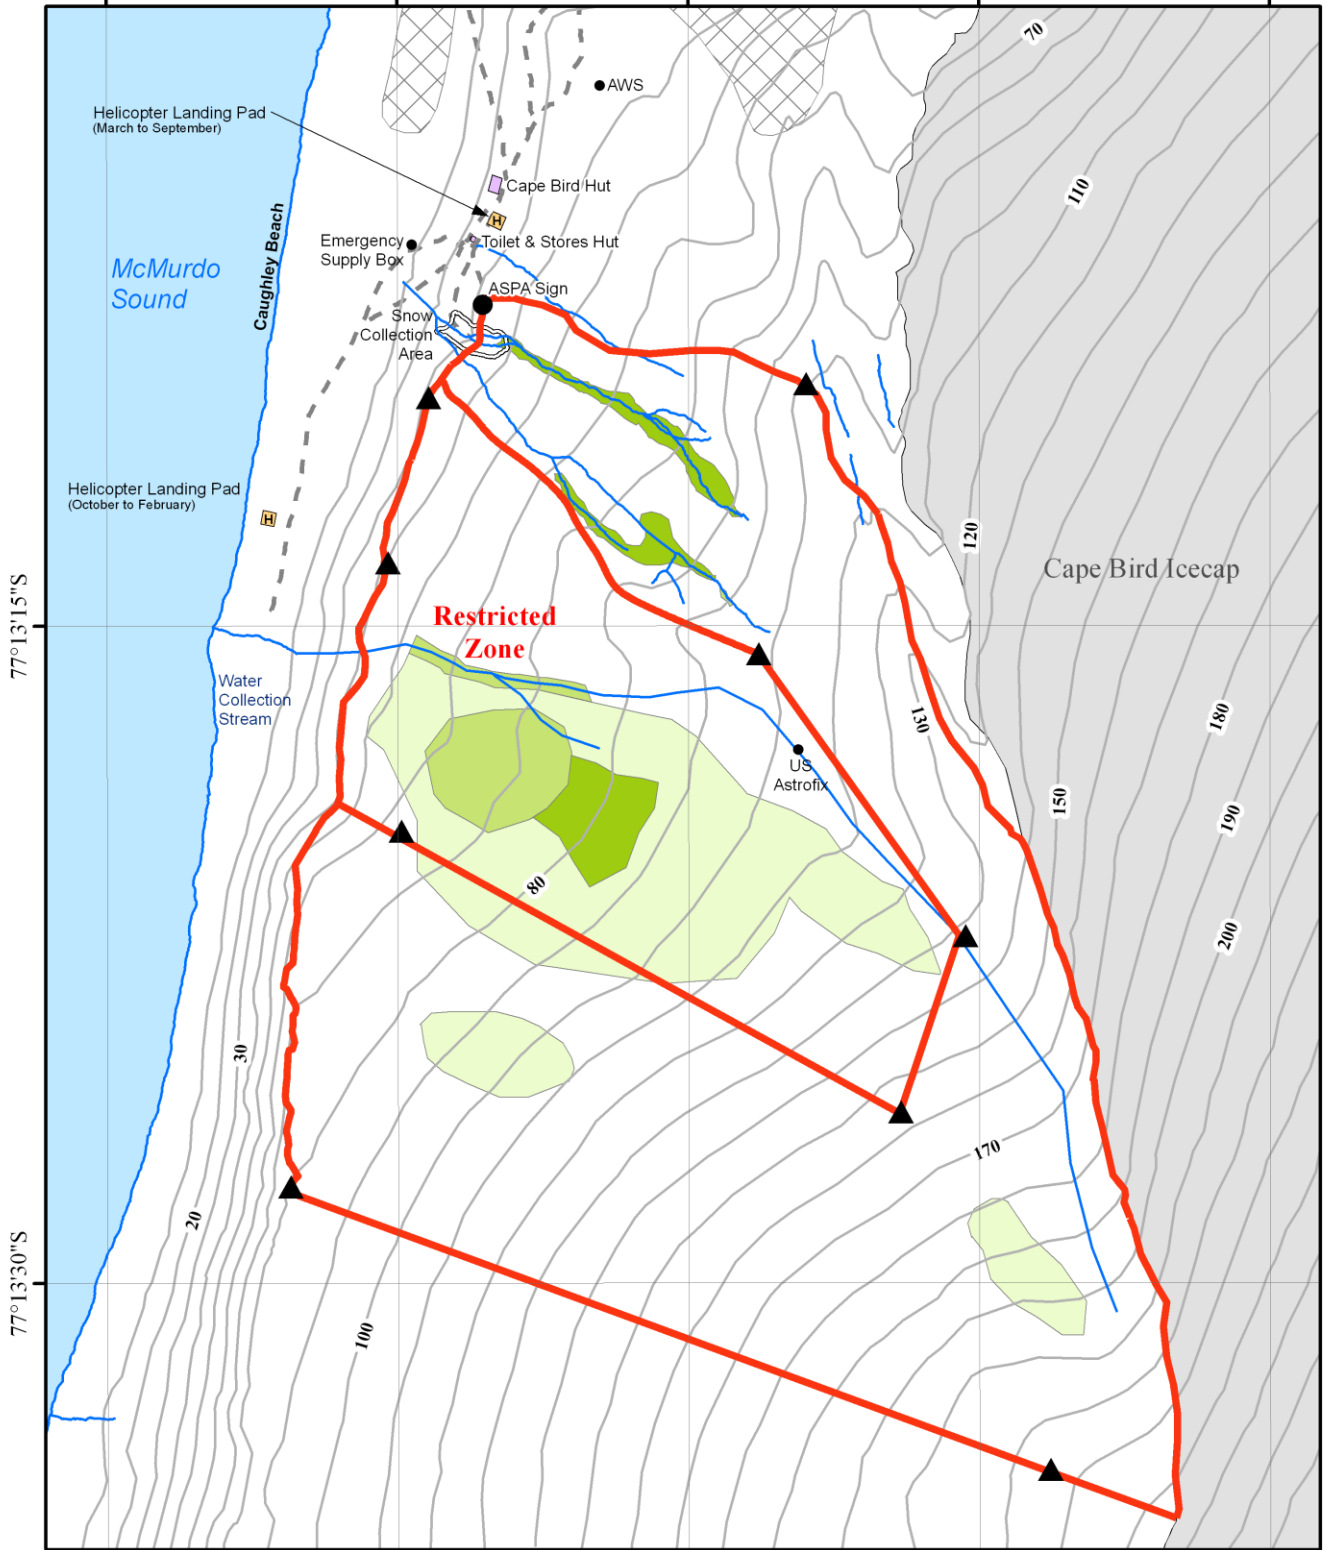 70
AWS
Helicopter Landing Pad
(March to September)
110
Cape Bird Hut
H
Caughley Beach
Emergency
Supply Box
Toilet & Stores Hut
McMurdo
Sound
ASPA Sign
Snow
Collection
Area
Helicopter Landing Pad
(October to February)
H
120
Cape Bird Icecap
77°13'15"S
Restricted
Zone
Water
Collection
Stream
130
180
US
Astrofix
150
190
80
200
30
170
20
77°13'30"S
100